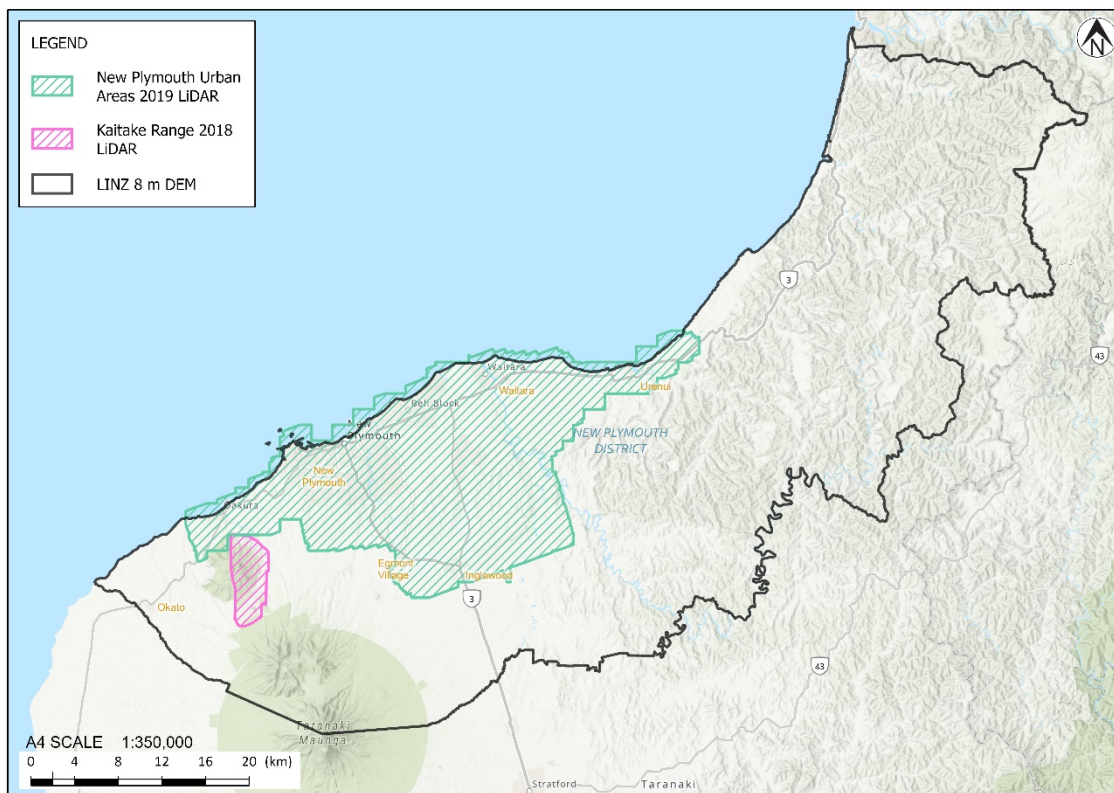 LEGEND
New Plymouth Urban
Areas 2019 LiDAR
Kaitake Range 2018
LiDAR
LINZ 8 m DEM
N
3
43
Waitara
Waitara
Urenui
Bell Block
New
Plymouth
NEW PLYMOUTH
DISTRICT
New
Plymouth
Oakura
Egmont
Village
Inglewood
3
Okato
43
Taranaki
Maunga
A4 SCALE 1:350,000
0 4 8 12 16 20 (km)
Stratford
Taranaki